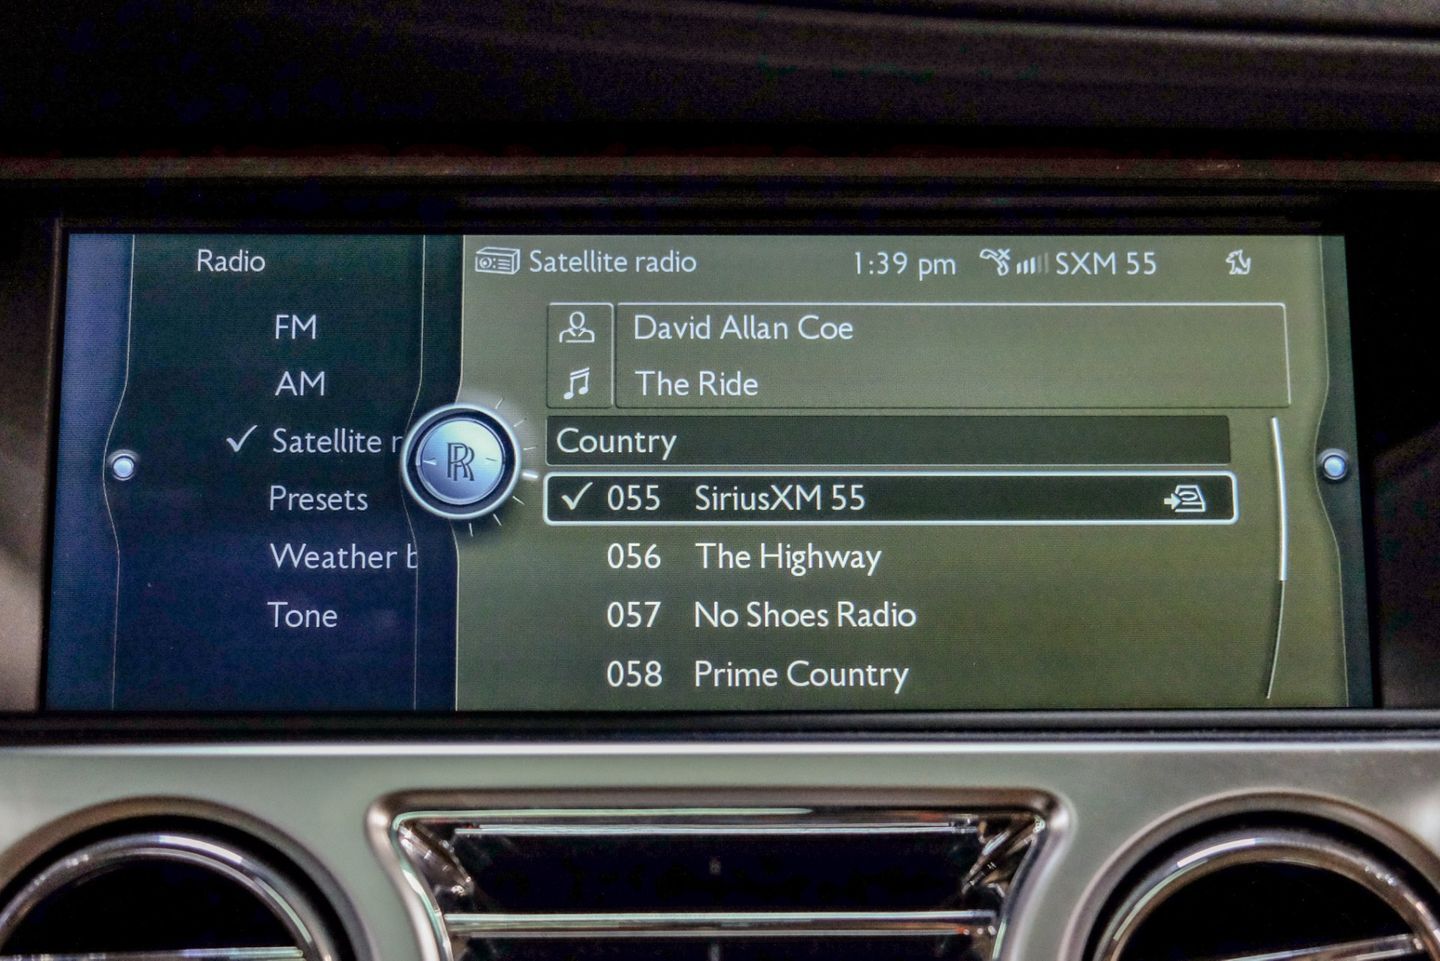 Radio
FM
AM
Satellite r
Presets
Weather b
Tone
RR
Satellite radio
1:39 pm
SXM 55
David Allan Coe
The Ride
Country
055 SiriusXM 55
056 The Highway
057 No Shoes Radio
058 Prime Country